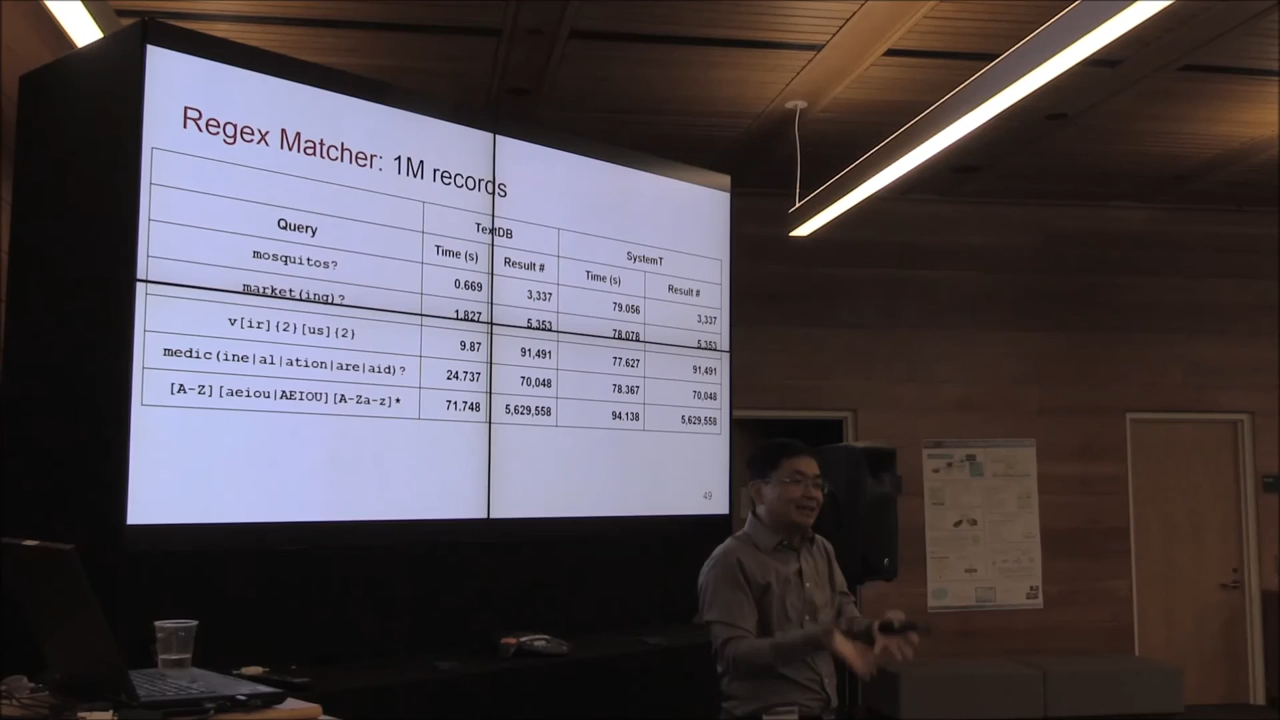 Regex Matcher: 1M records
Query TextDB SystemT
Time (s) Result # Time (s) Result #
mosquitos? 0.669 3,337 79.056 3,337
market(ing)? 1.827 5,353 78.078 5,353
v[ir]{2}[us]{2} 9.87 91,491 77.627 91,491
medic(ine|al|ation|are|aid)? 24.737 70,048 78.367 70,048
[A-Z][aeiou|AEIOU][A-Za-z]* 71.748 5,629,558 94.138 5,629,558
49